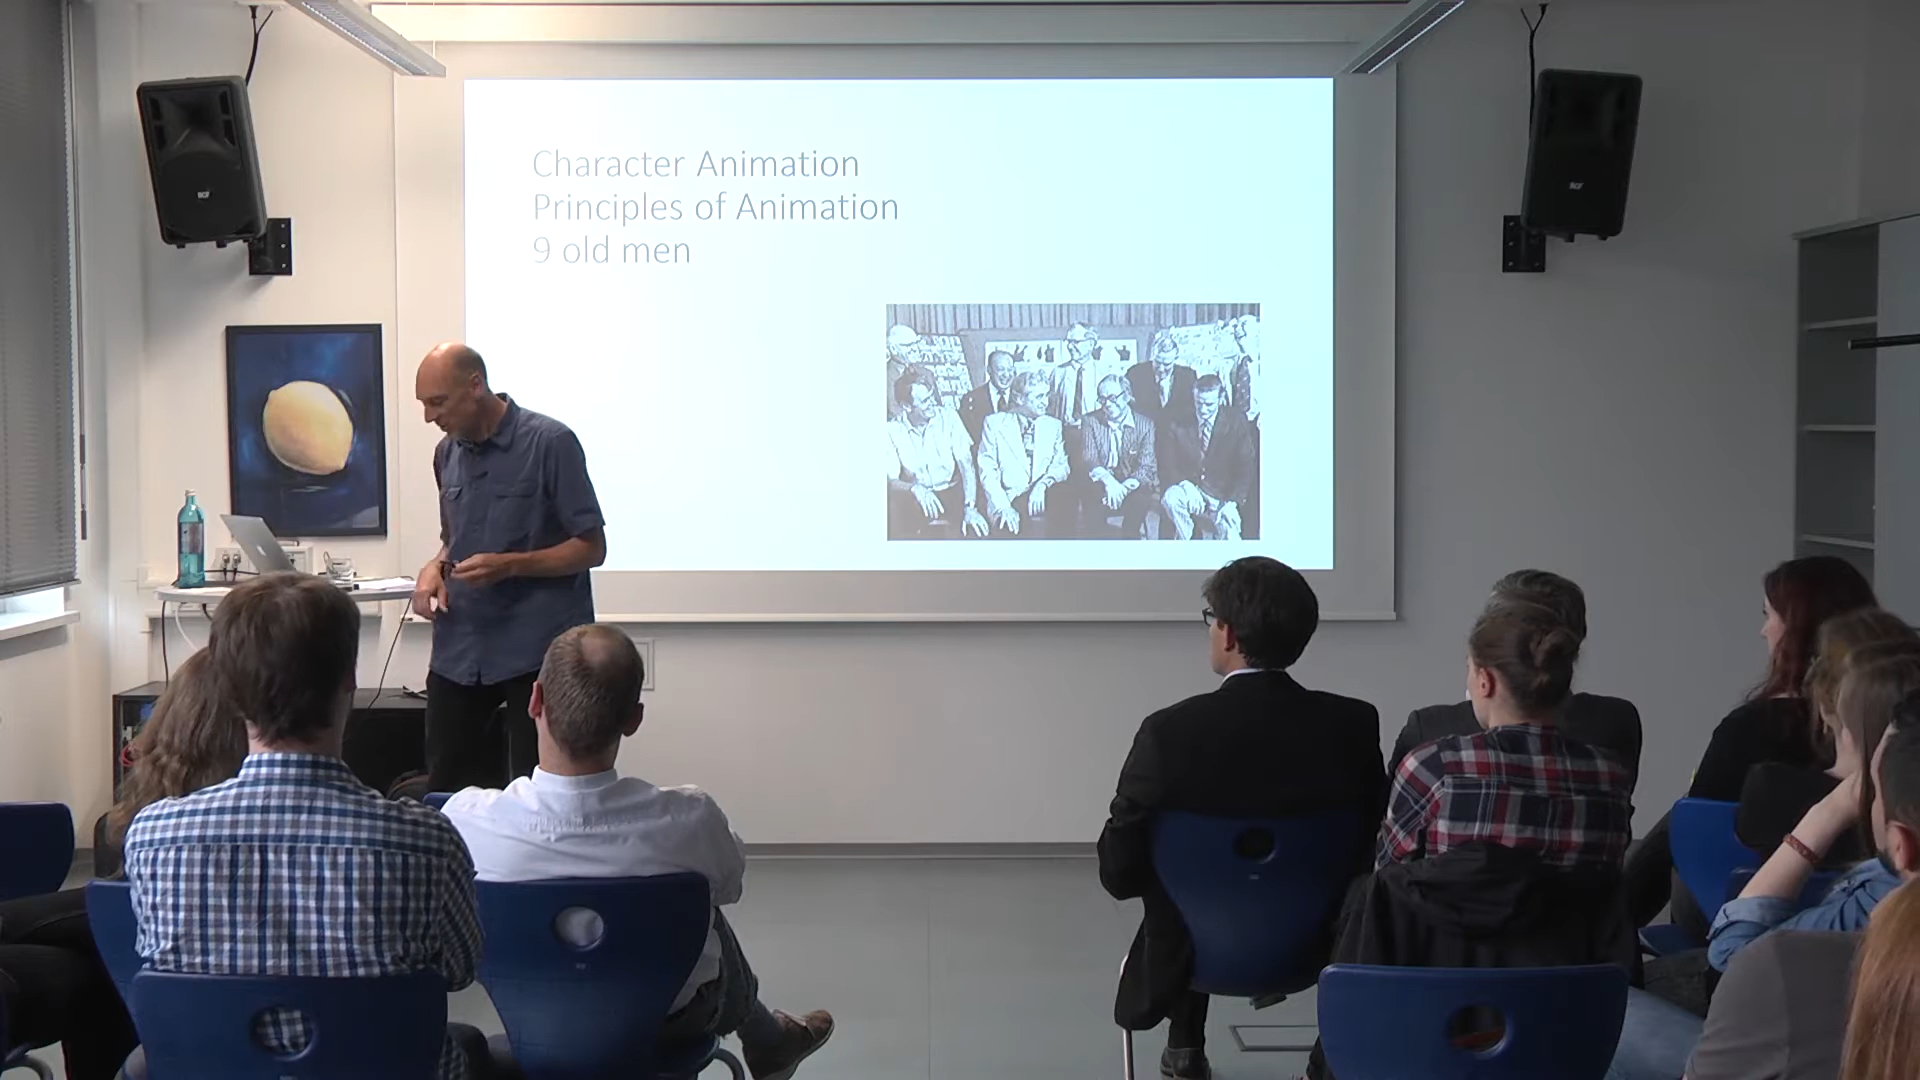 Character Animation
Principles of Animation
9 old men